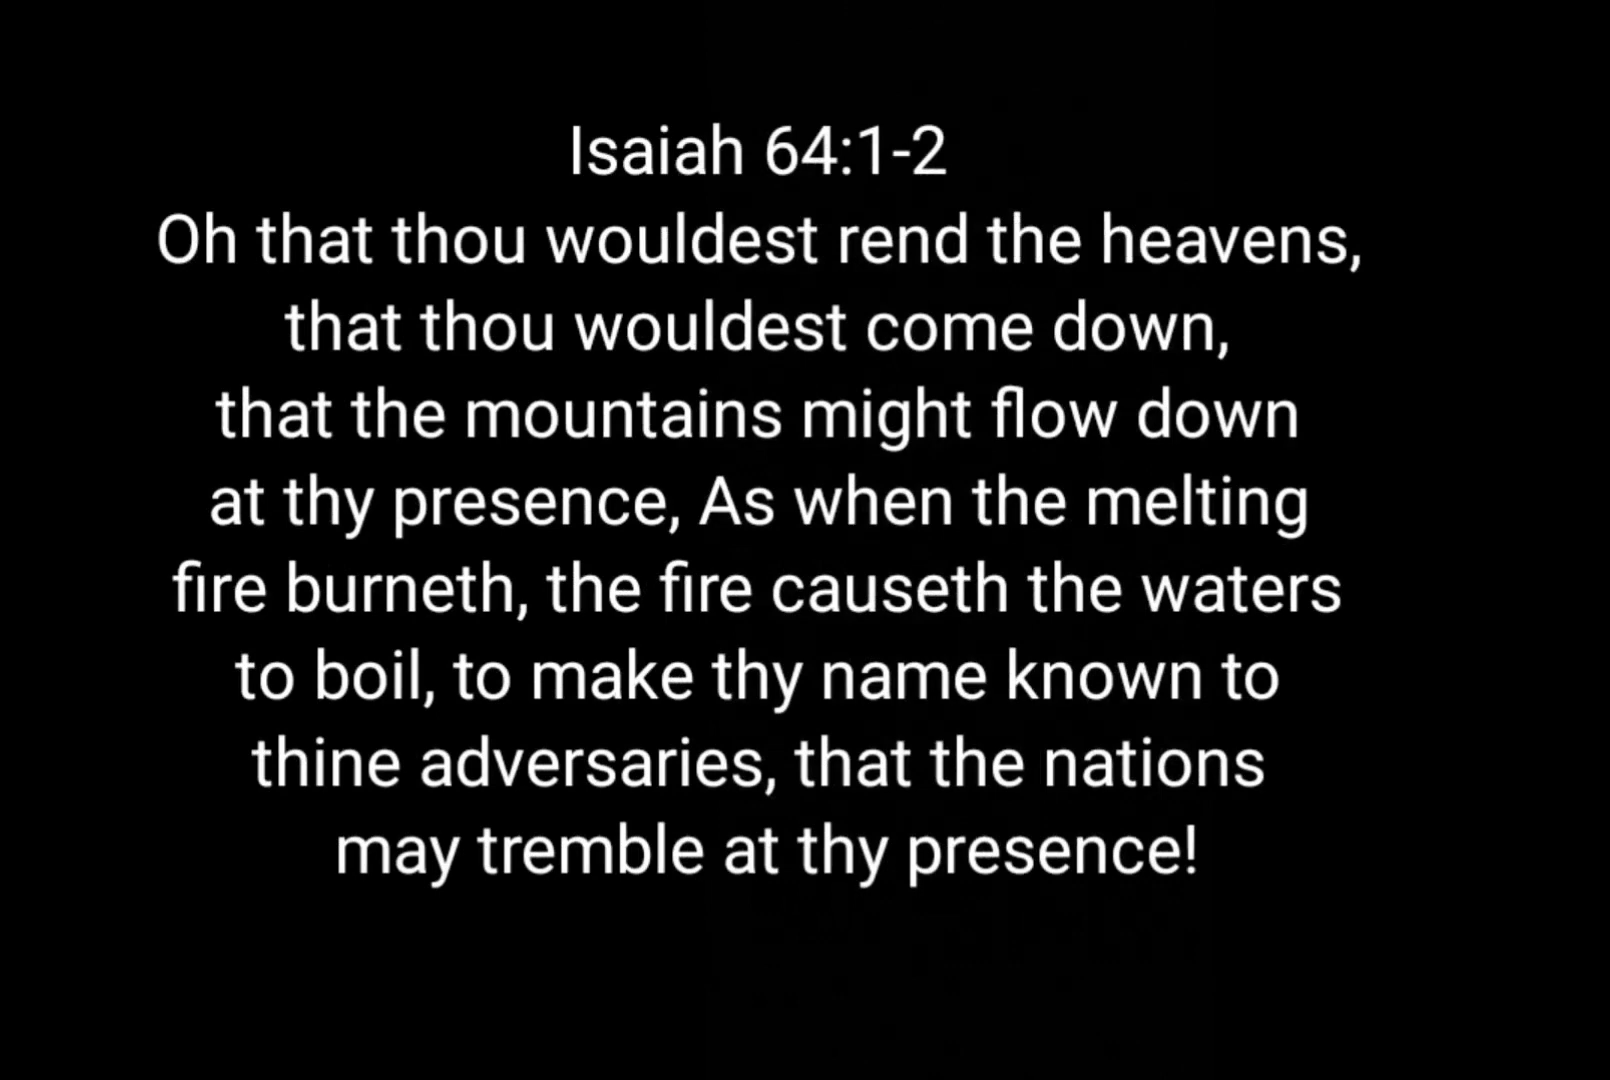 Isaiah 64:1-2
Oh that thou wouldest rend the heavens,
that thou wouldest come down,
that the mountains might flow down
at thy presence, As when the melting
fire burneth, the fire causeth the waters
to boil, to make thy name known to
thine adversaries, that the nations
may tremble at thy presence!